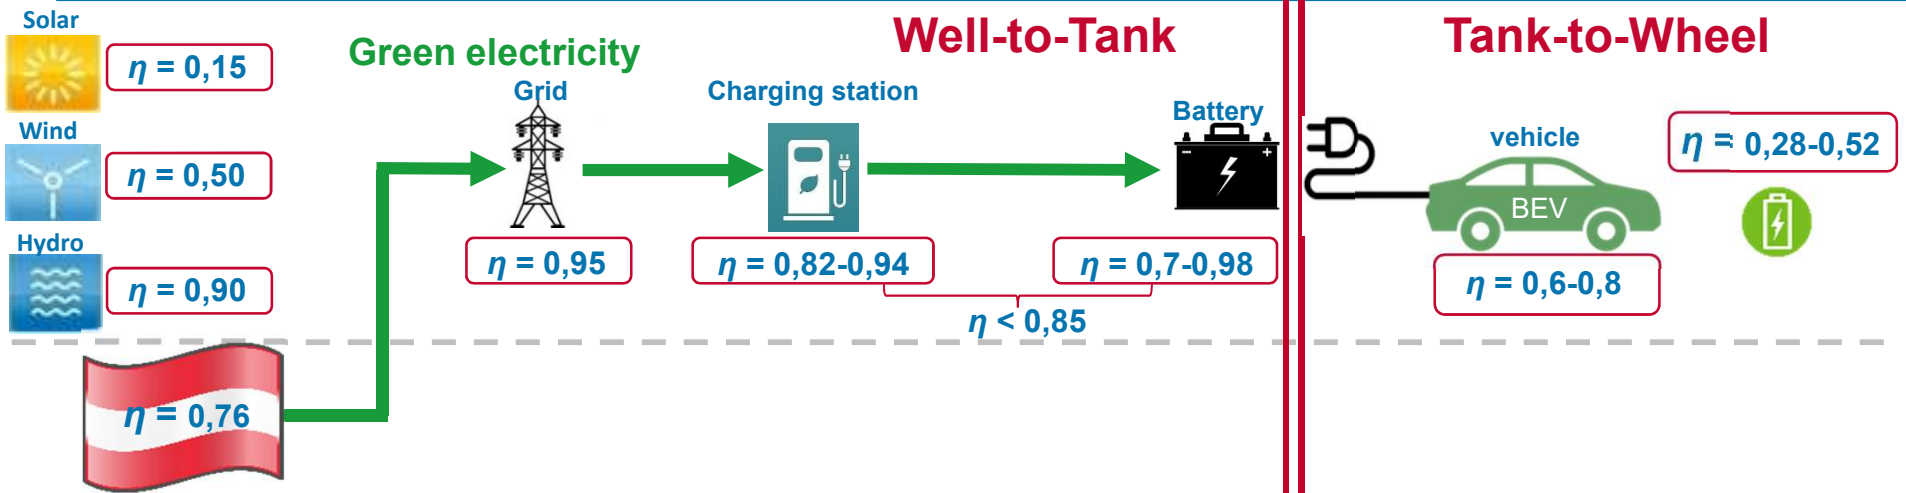 Solar
η = 0,15
Wind
η = 0,50
Hydro
η = 0,90
η = 0,76
Green electricity
Well-to-Tank
Tank-to-Wheel
Grid
η = 0,95
Charging station
η = 0,82-0,94
Battery
- +
η = 0,7-0,98
η < 0,85
vehicle
BEV
η = 0,6-0,8
η = 0,28-0,52